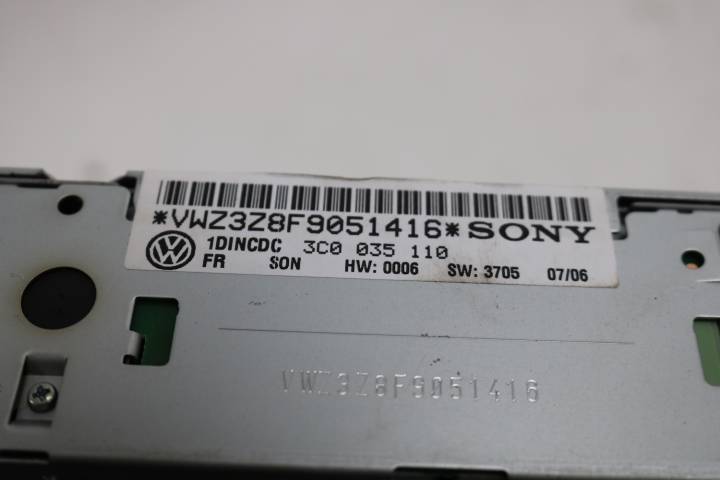 *VWZ3Z8F9051416* SONY
1DINCDC 3C0 035 110
FR SON HW: 0006 SW: 3705 07/06
VWZ3Z8F9051416